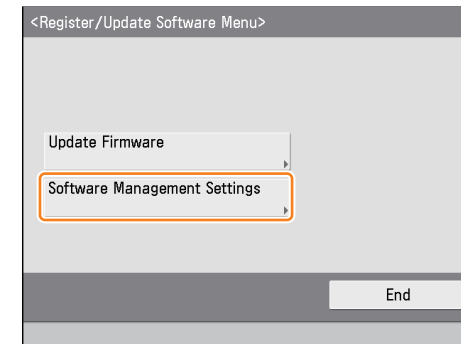 <Register/Update Software Menu>
Update Firmware
Software Management Settings
End